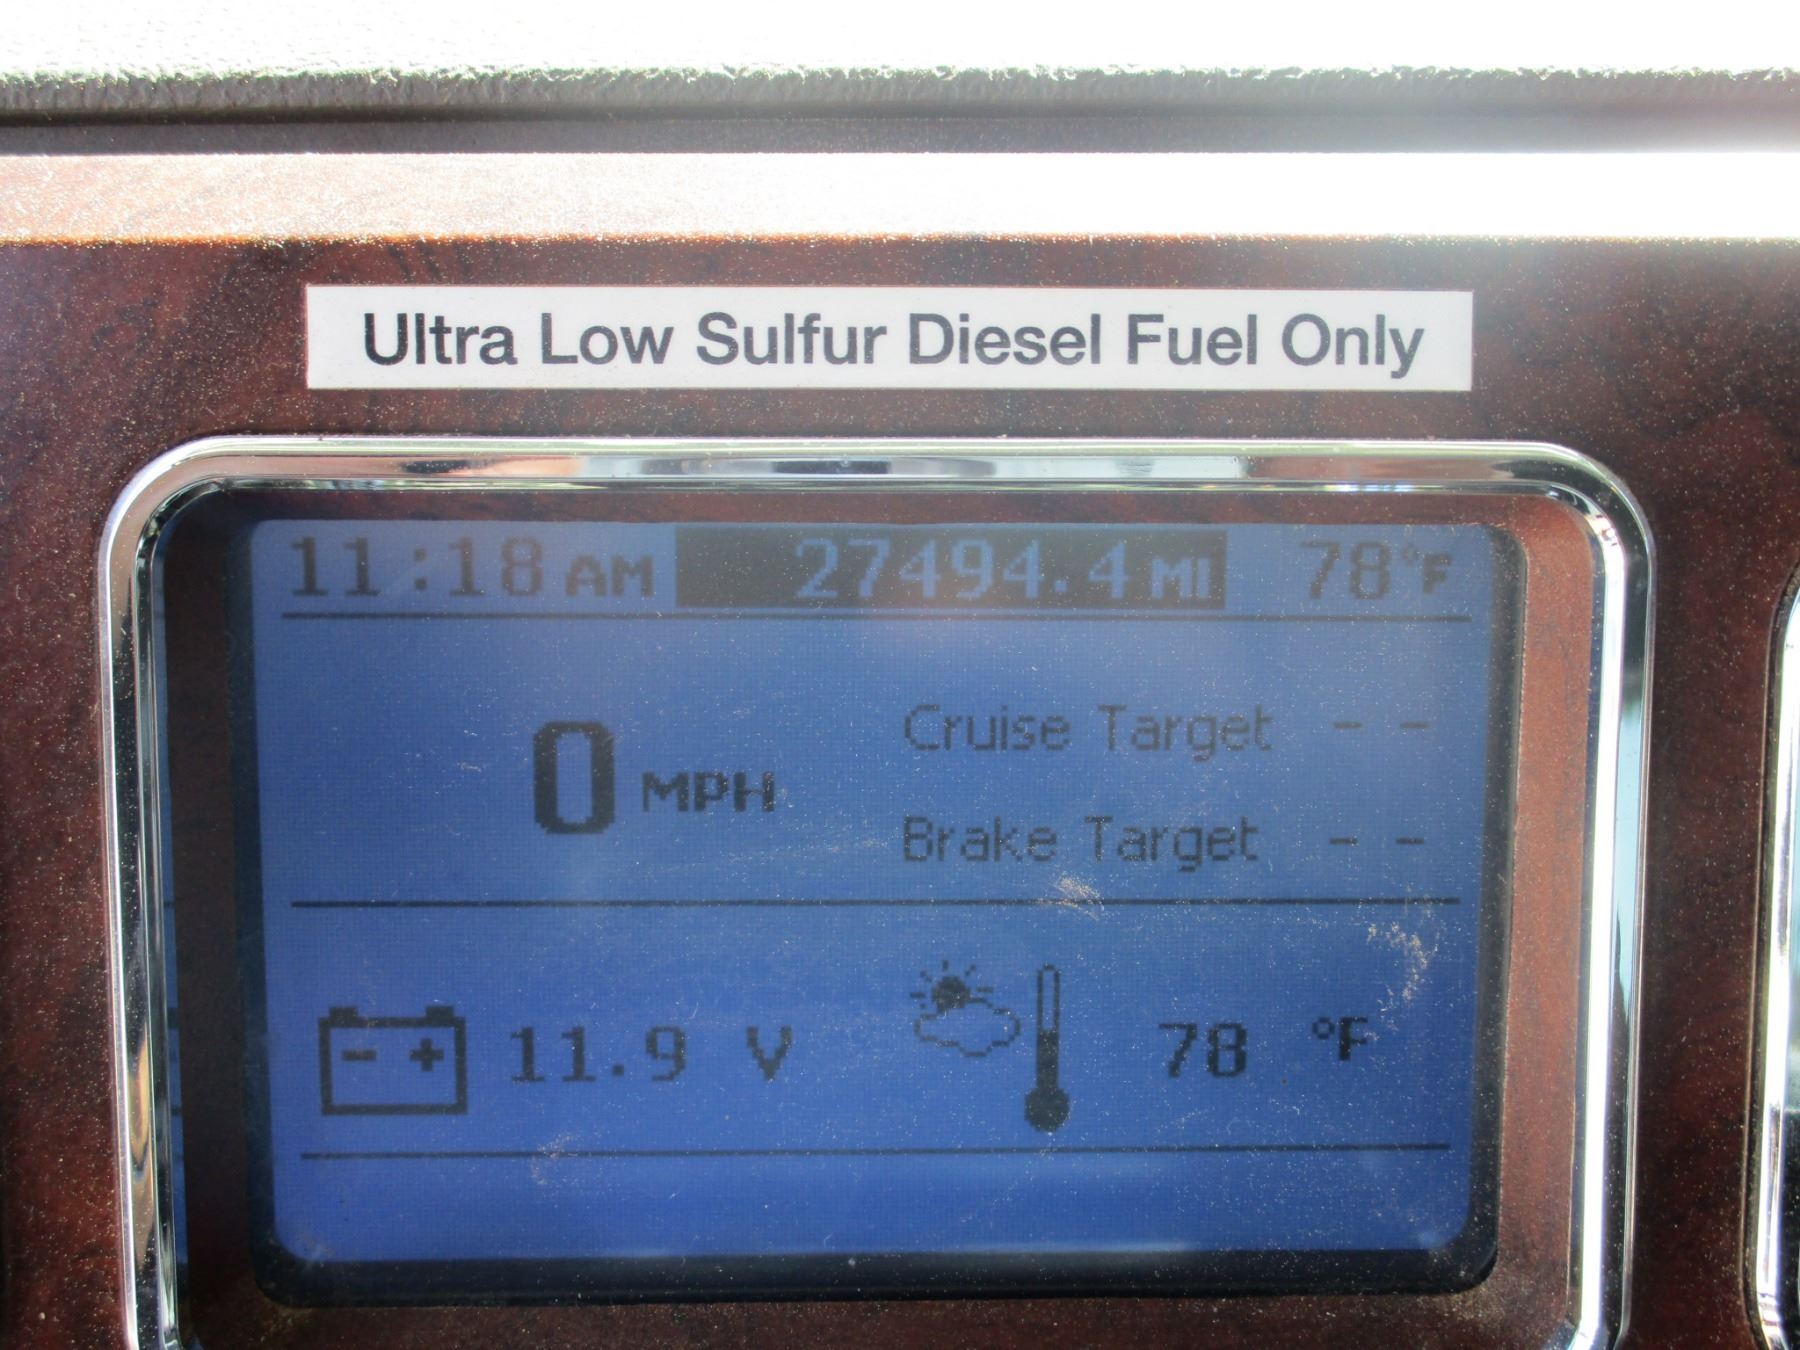 Ultra Low Sulfur Diesel Fuel Only
11:18 AM 27494.4 MI 78°F
0 MPH
Cruise Target - -
Brake Target - -
- + 11.9 V 78 °F